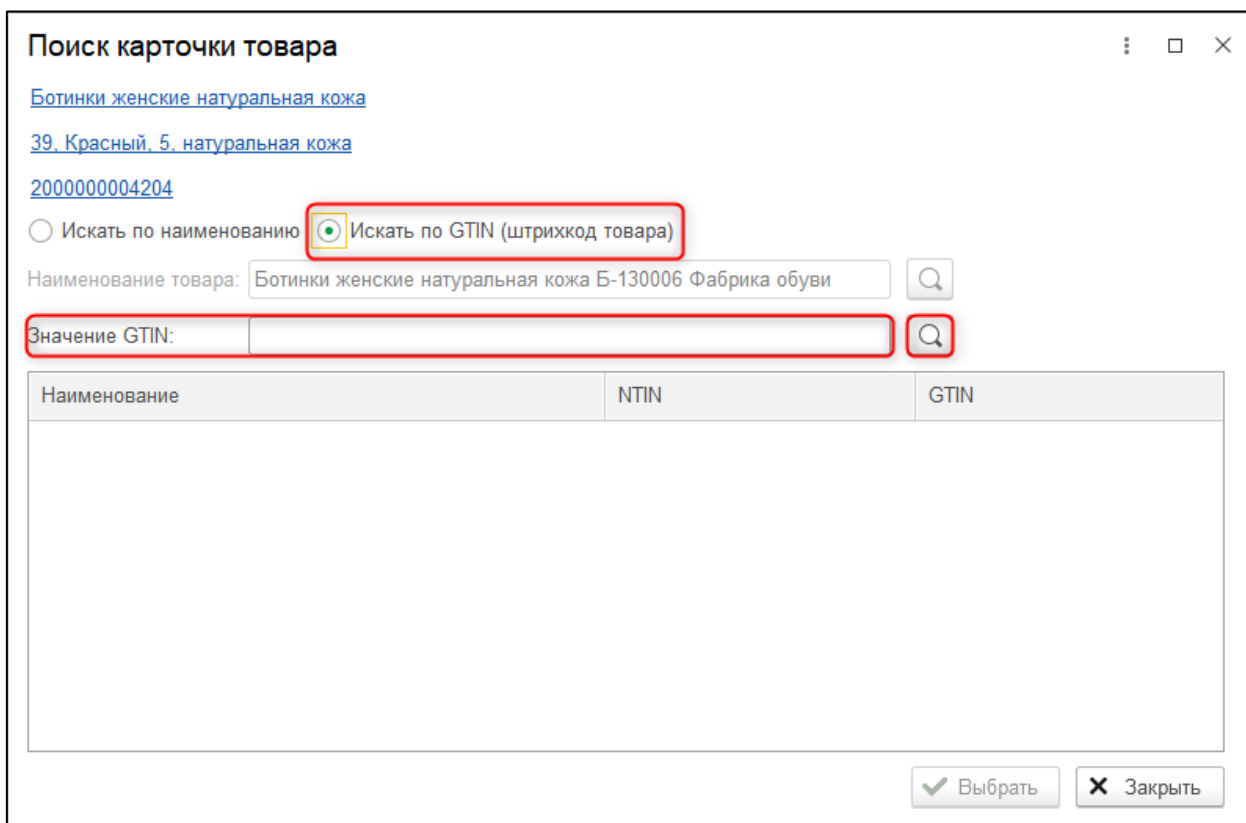 Поиск карточки товара
Ботинки женские натуральная кожа
39, Красный, 5, натуральная кожа
2000000004204
Искать по наименованию Искать по GTIN (штрихкод товара)
Наименование товара: Ботинки женские натуральная кожа Б-130006 Фабрика обуви
Значение GTIN:
Наименование NTIN GTIN
Выбрать Закрыть